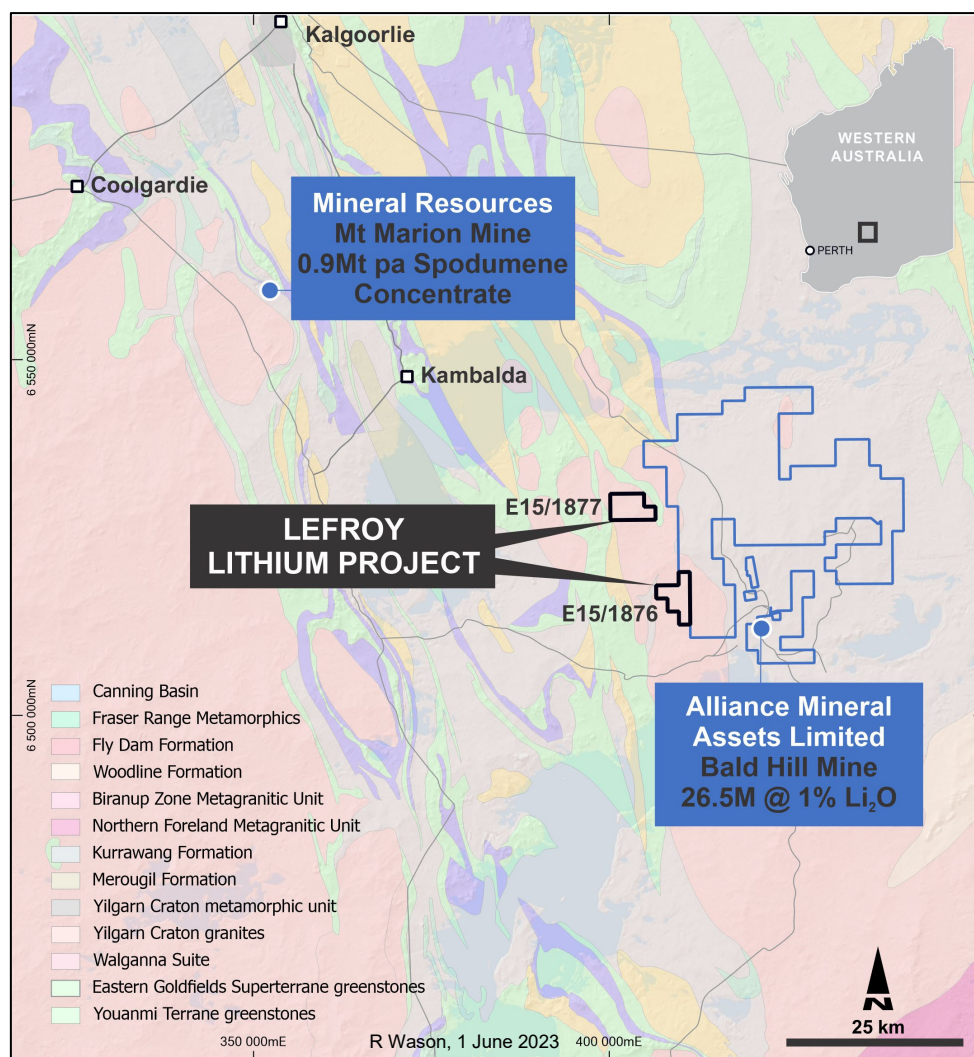 Kalgoorlie
WESTERN
AUSTRALIA
PERTH
Coolgardie
Mineral Resources
Mt Marion Mine
0.9Mt pa Spodumene
Concentrate
6 550 000mN
Kambalda
E15/1877
LEFROY
LITHIUM PROJECT
E15/1876
6 500 000mN
Alliance Mineral
Assets Limited
Bald Hill Mine
26.5M @ 1% Li₂O
Canning Basin
Fraser Range Metamorphics
Fly Dam Formation
Woodline Formation
Biranup Zone Metagranitic Unit
Northern Foreland Metagranitic Unit
Kurrawang Formation
Merougil Formation
Yilgarn Craton metamorphic unit
Yilgarn Craton granites
Walganna Suite
Eastern Goldfields Superterrane greenstones
Youanmi Terrane greenstones
N
25 km
350 000mE
R Wason, 1 June 2023
400 000mE